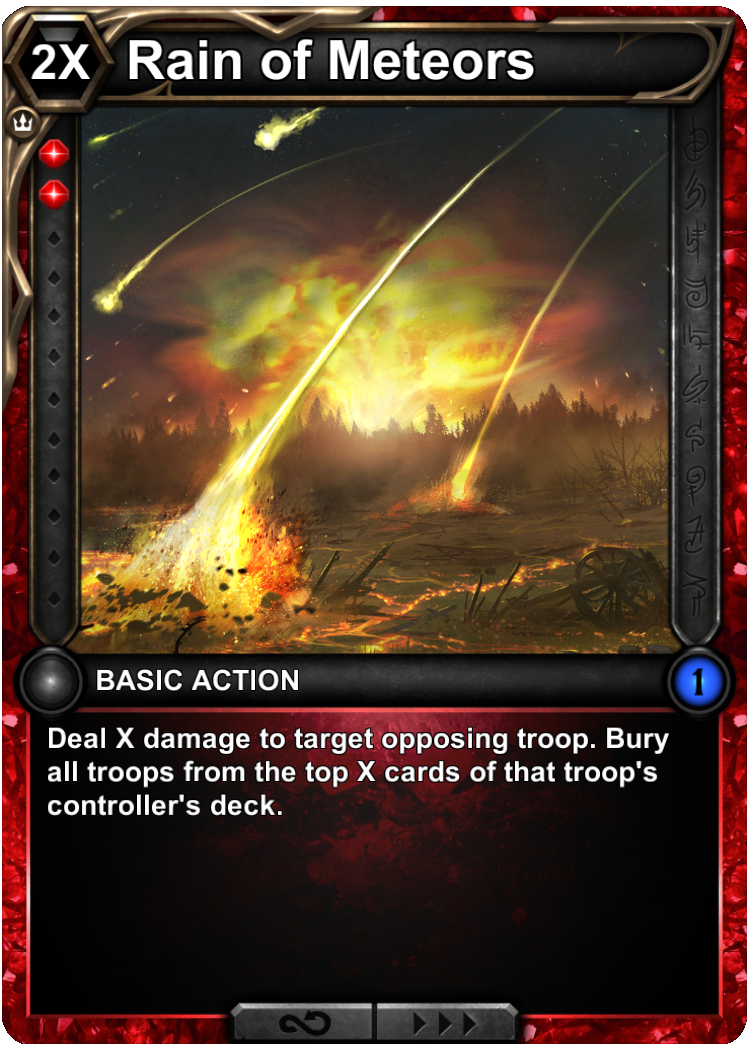 2X Rain of Meteors
BASIC ACTION
1
Deal X damage to target opposing troop. Bury
all troops from the top X cards of that troop's
controller's deck.